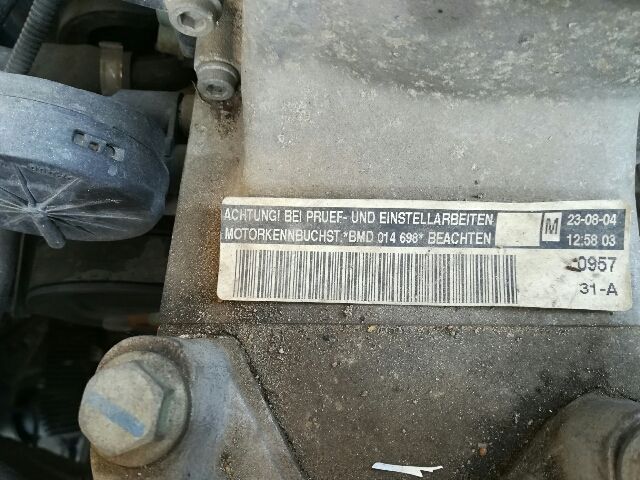 ACHTUNG! BEI PRUEF- UND EINSTELLARBEITEN M 23-08-04
MOTORKENNBUCHST.*BMD 014 698* BEACHTEN 12:58 03
0957
31-A